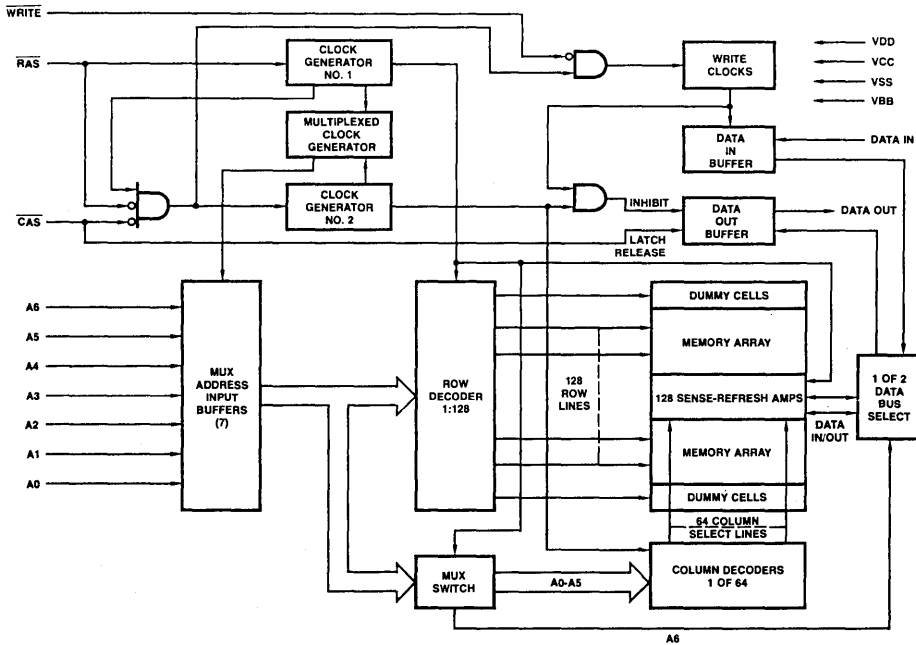 WRITE
RAS
CLOCK
GENERATOR
NO. 1
MULTIPLEXED
CLOCK
GENERATOR
CLOCK
GENERATOR
NO. 2
CAS
WRITE
CLOCKS
VDD
VCC
VSS
VBB
DATA
IN
BUFFER
DATA IN
INHIBIT
DATA
OUT
BUFFER
DATA OUT
LATCH
RELEASE
A6
A5
A4
A3
A2
A1
A0
MUX
ADDRESS
INPUT
BUFFERS
(7)
ROW
DECODER
1:128
128
ROW
LINES
DUMMY CELLS
MEMORY ARRAY
128 SENSE-REFRESH AMPS
MEMORY ARRAY
DUMMY CELLS
DATA
IN/OUT
1 OF 2
DATA
BUS
SELECT
64 COLUMN
SELECT LINES
MUX
SWITCH
A0-A5
COLUMN DECODERS
1 OF 64
A6